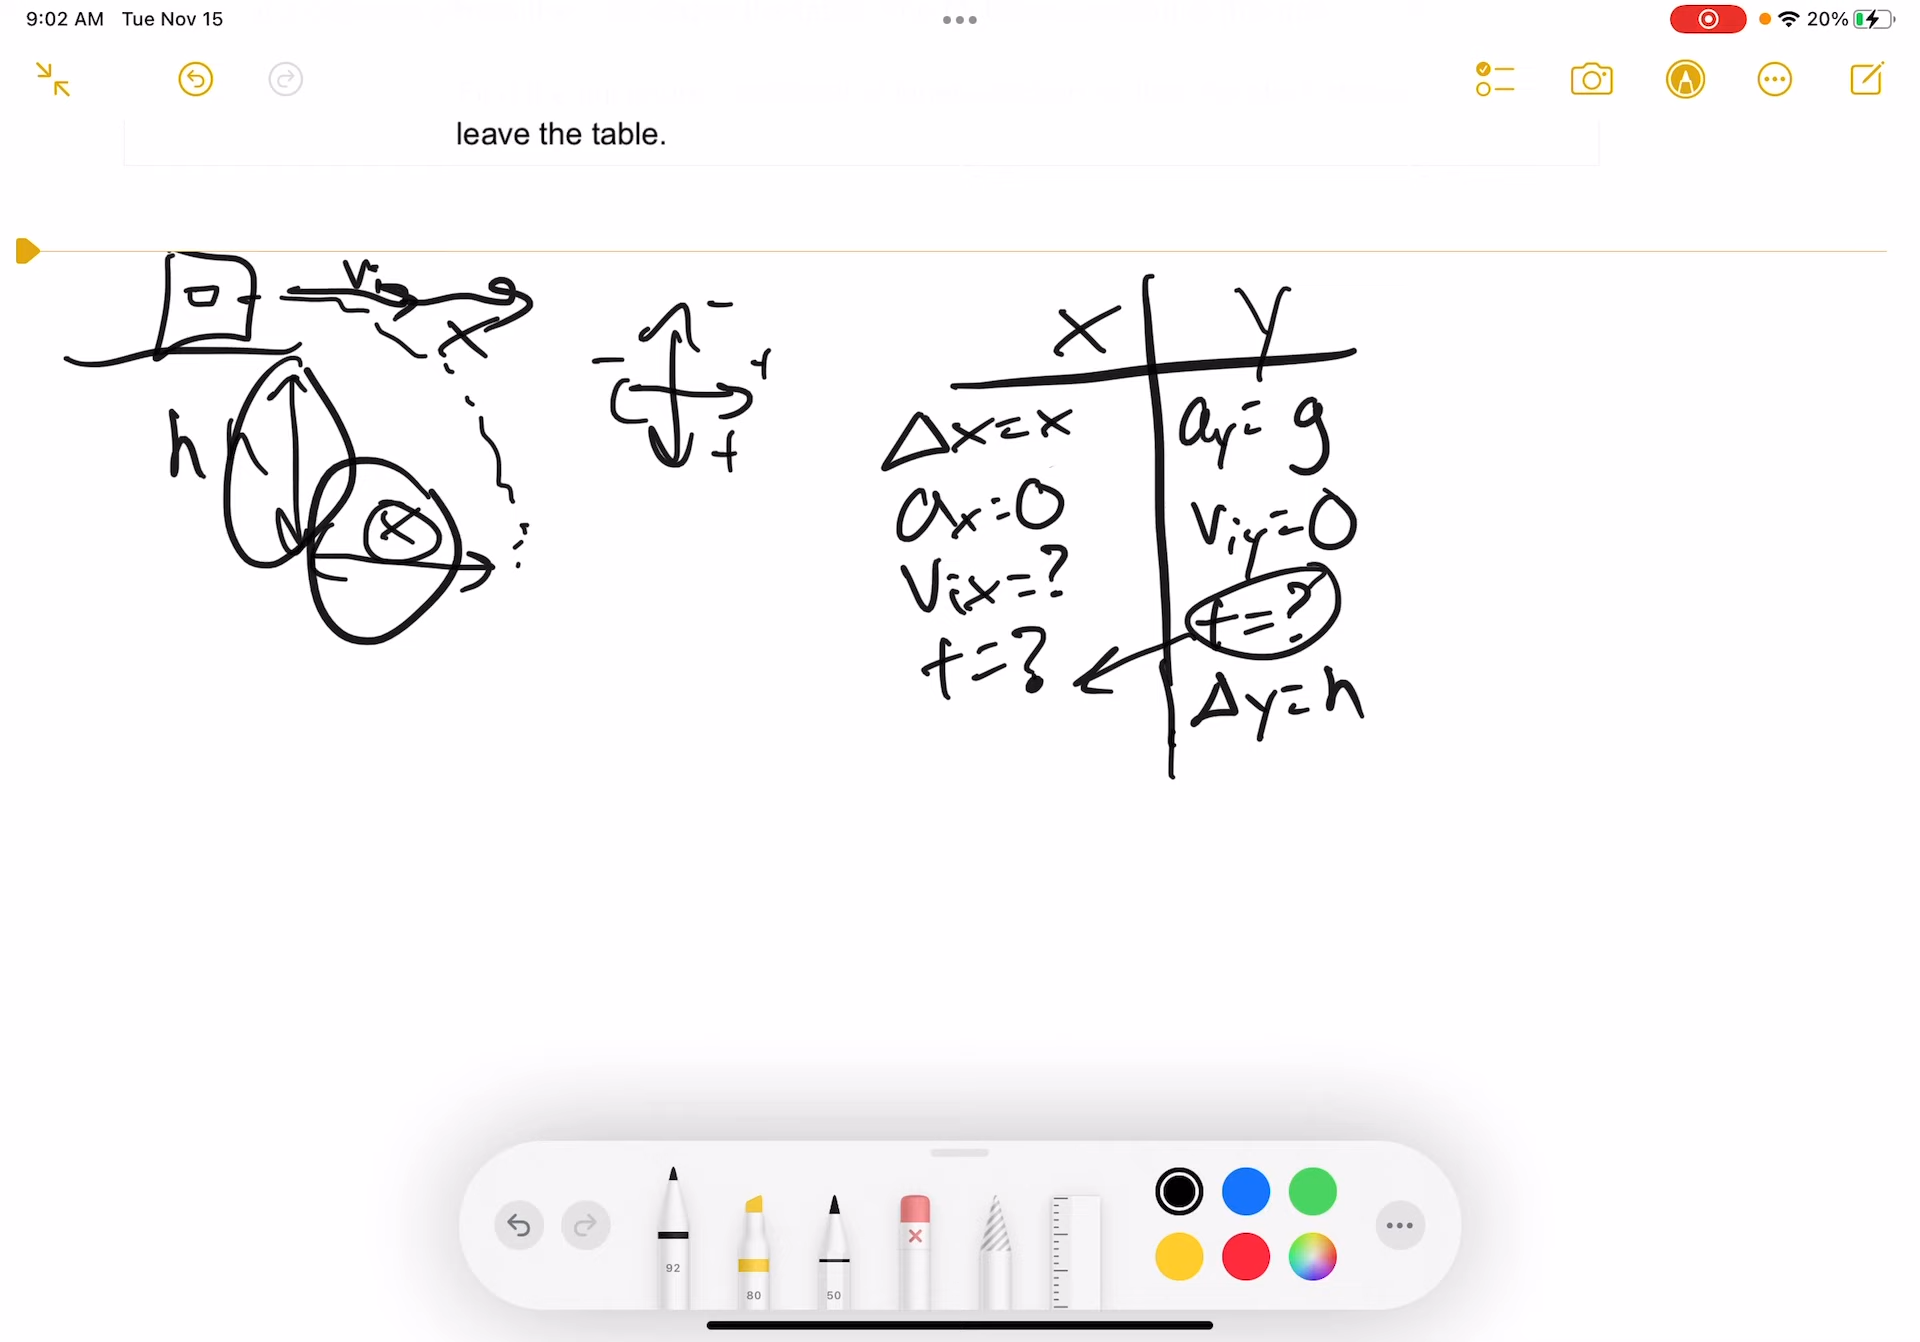 9:02 AM Tue Nov 15
20%
leave the table.
Vi
X
h
X
-
- +
+
X Y
Δx=x ay=g
ax=0 Viy=0
Vix=? t=?
t=? Δy=h
92 80 50